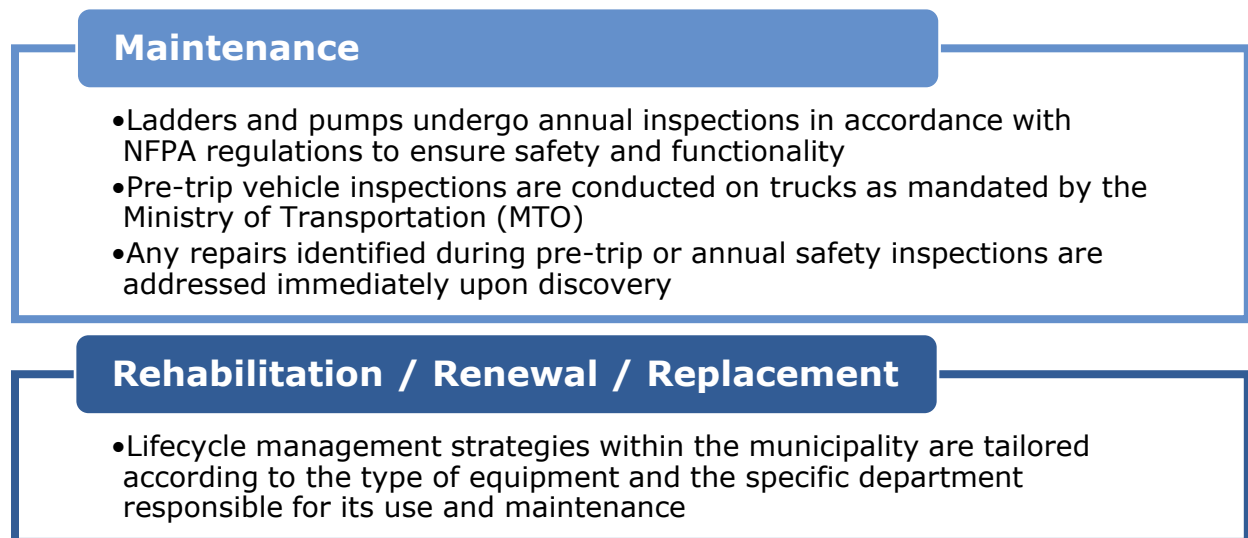 Maintenance
•Ladders and pumps undergo annual inspections in accordance with
NFPA regulations to ensure safety and functionality
•Pre-trip vehicle inspections are conducted on trucks as mandated by the
Ministry of Transportation (MTO)
•Any repairs identified during pre-trip or annual safety inspections are
addressed immediately upon discovery
Rehabilitation / Renewal / Replacement
•Lifecycle management strategies within the municipality are tailored
according to the type of equipment and the specific department
responsible for its use and maintenance